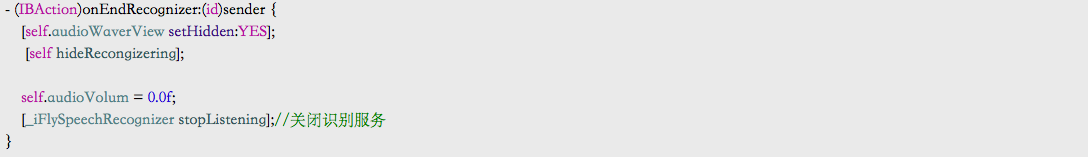 - (IBAction)onEndRecognizer:(id)sender {
[self.audioWaverView setHidden:YES];
[self hideRecongizering];
self.audioVolum = 0.0f;
[_iFlySpeechRecognizer stopListening];//关闭识别服务
}